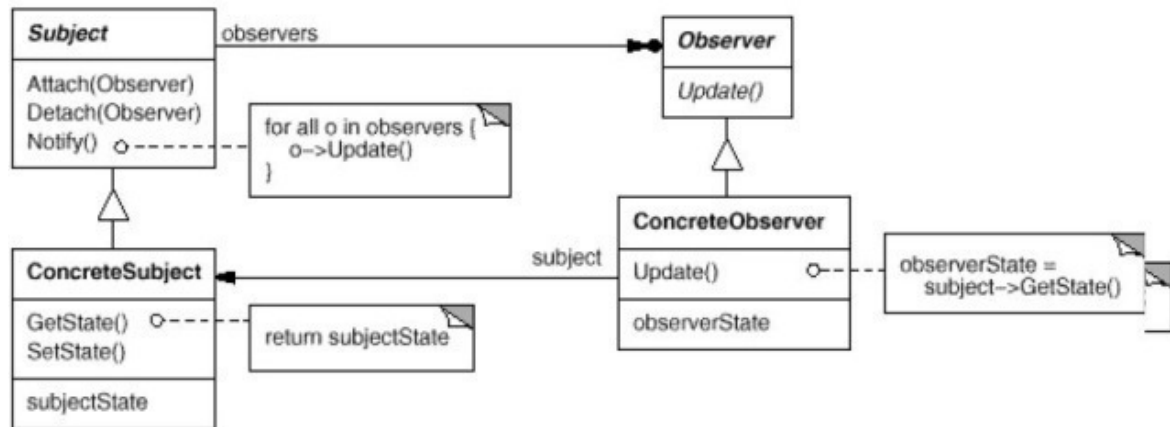 Subject
observers
Observer
Attach(Observer)
Detach(Observer)
Notify()
Update()
for all o in observers {
o->Update()
}
ConcreteObserver
ConcreteSubject
subject
Update()
observerState =
subject->GetState()
GetState()
SetState()
return subjectState
observerState
subjectState